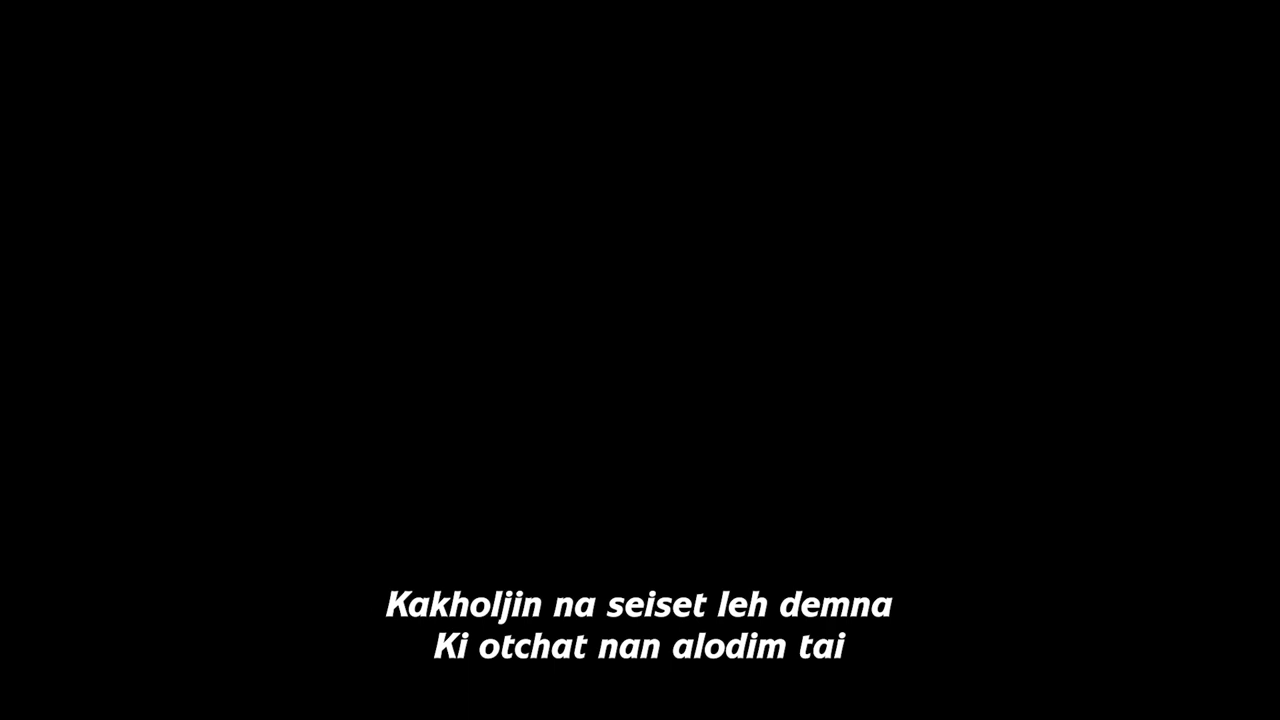 Kakholjin na seiset leh demna
Ki otchat nan alodim tai